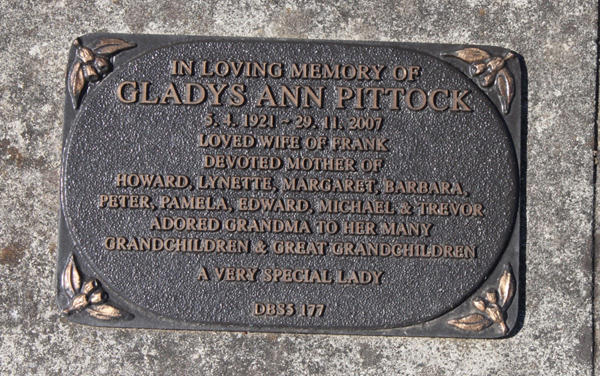 IN LOVING MEMORY OF
GLADYS ANN PITTOCK
5. 4. 1921 ~ 29. 11. 2007
LOVED WIFE OF FRANK
DEVOTED MOTHER OF
HOWARD, LYNETTE, MARGARET, BARBARA,
PETER, PAMELA, EDWARD, MICHAEL & TREVOR
ADORED GRANDMA TO HER MANY
GRANDCHILDREN & GREAT GRANDCHILDREN
A VERY SPECIAL LADY
DBS5 177